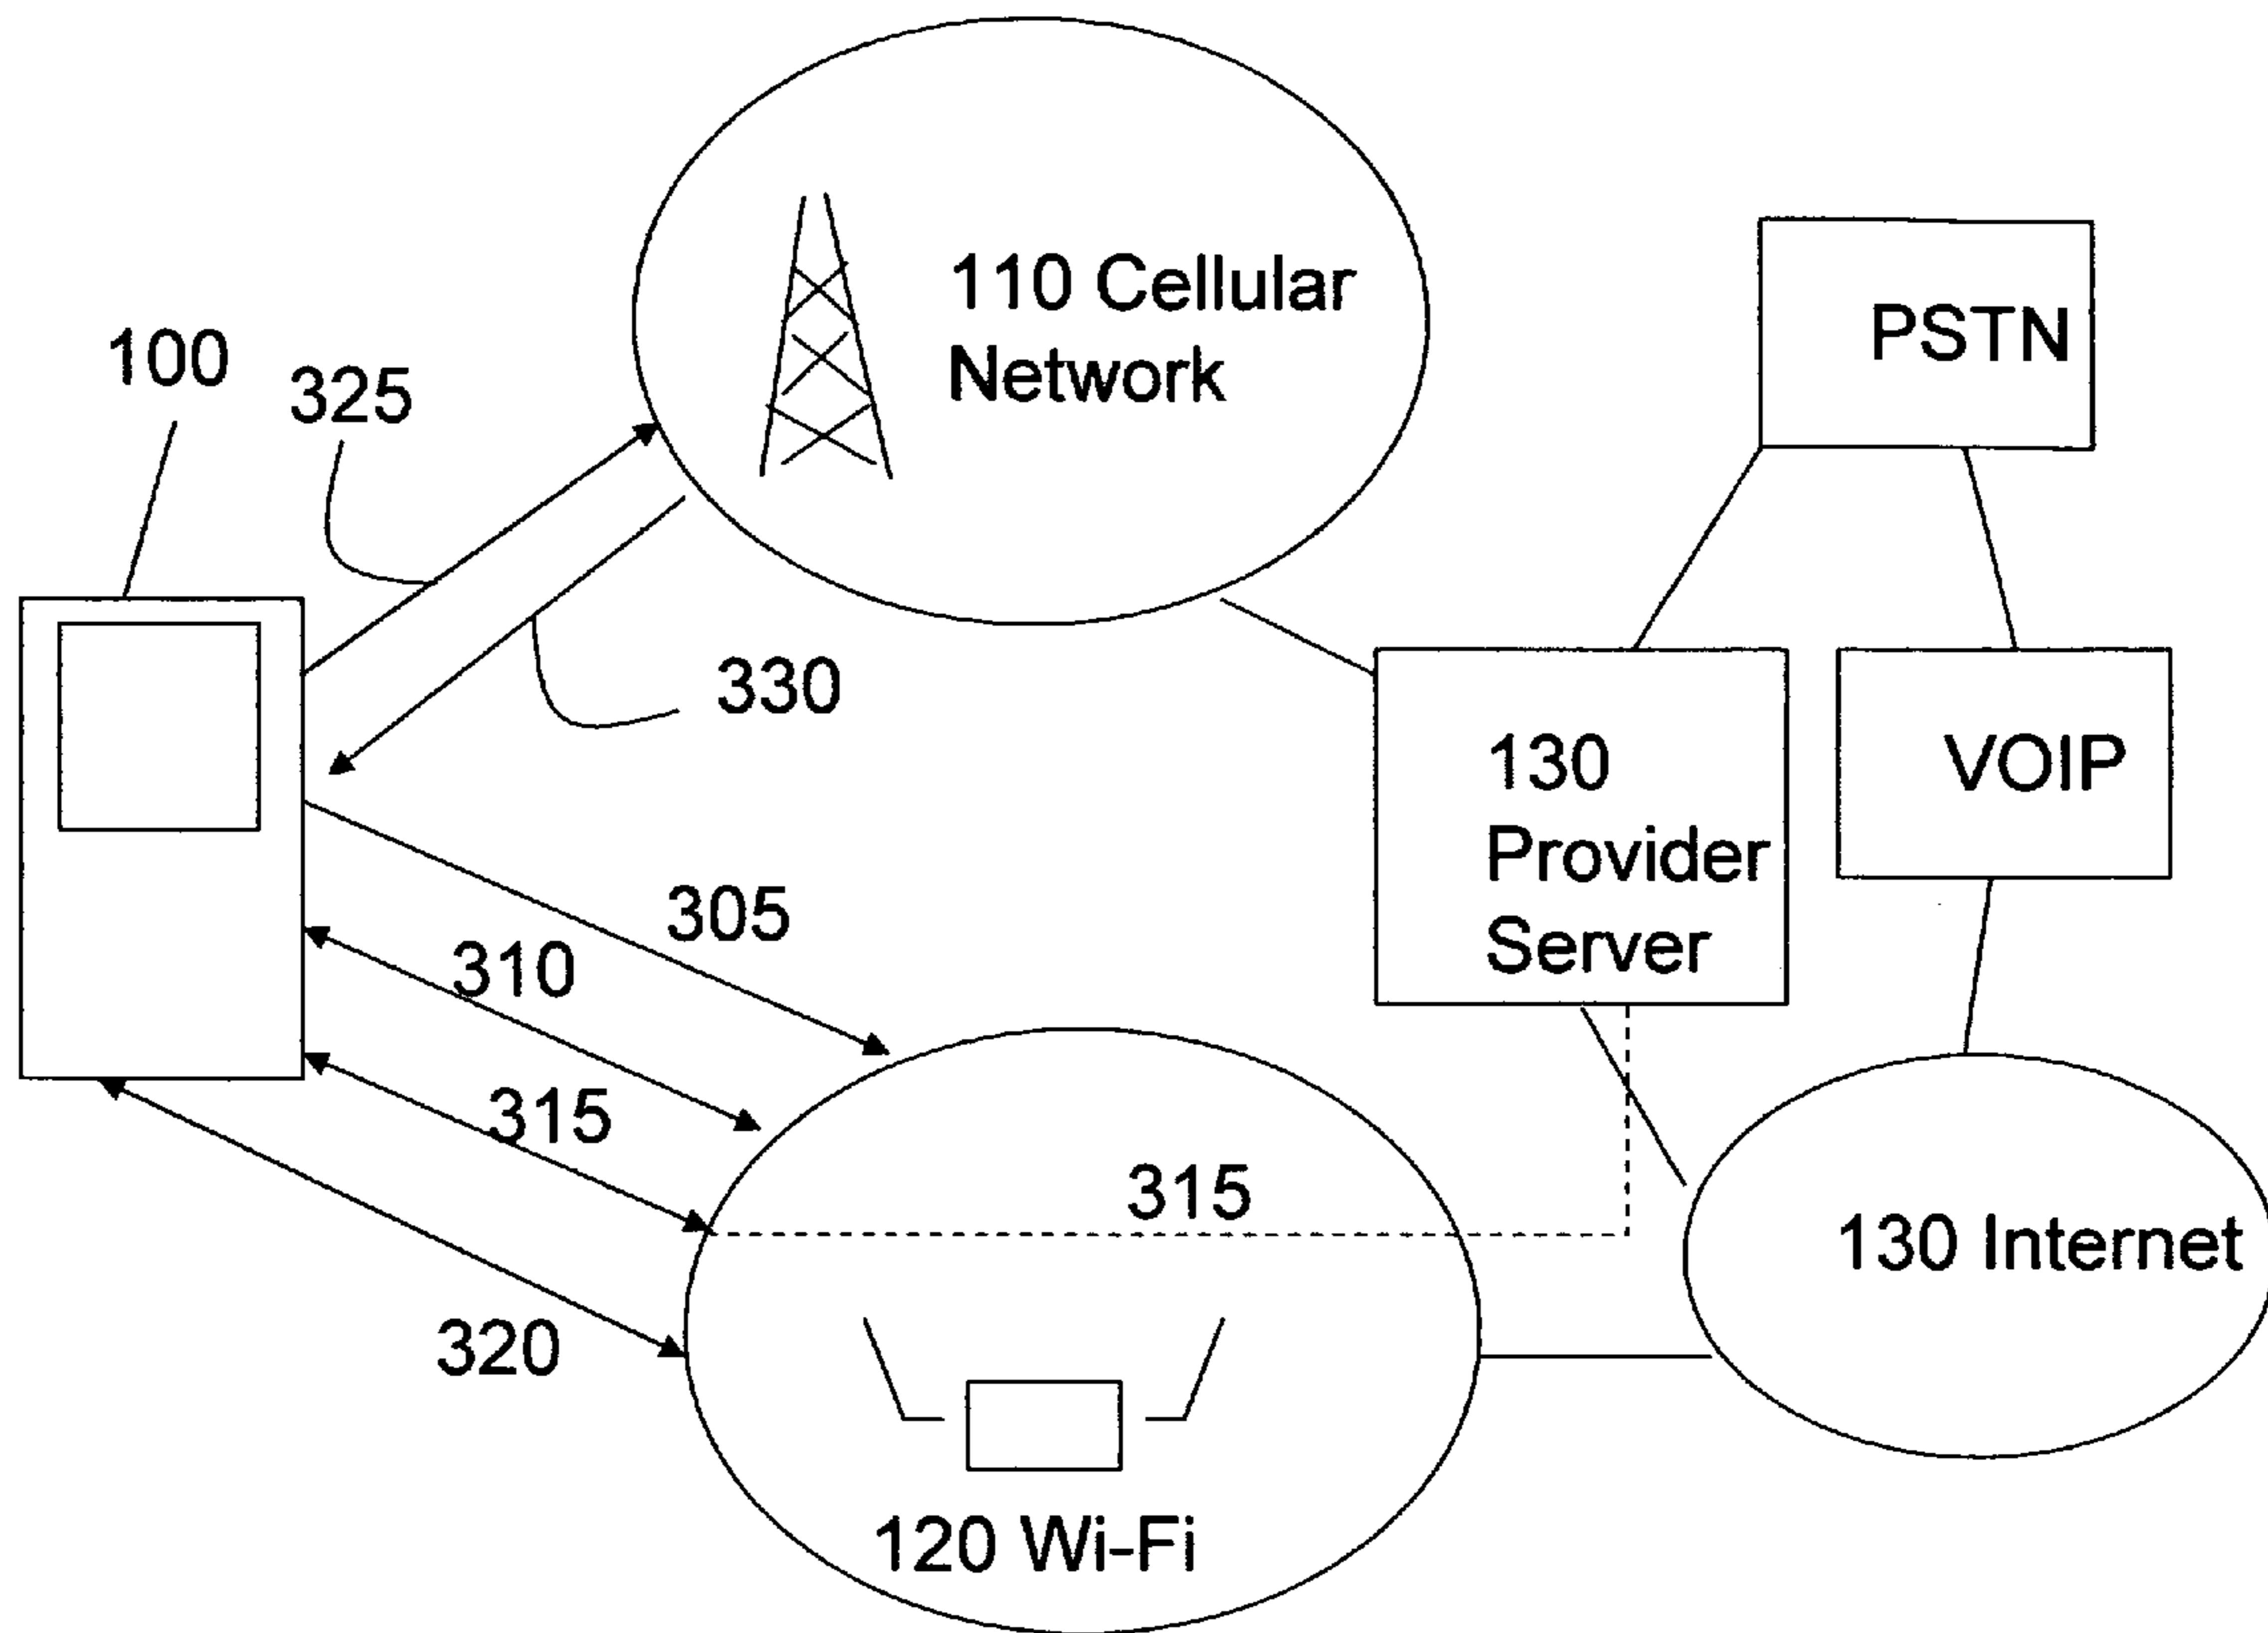 110 Cellular
Network
PSTN
100
325
330
130
Provider
Server
VOIP
305
310
315
315
130 Internet
320
120 Wi-Fi